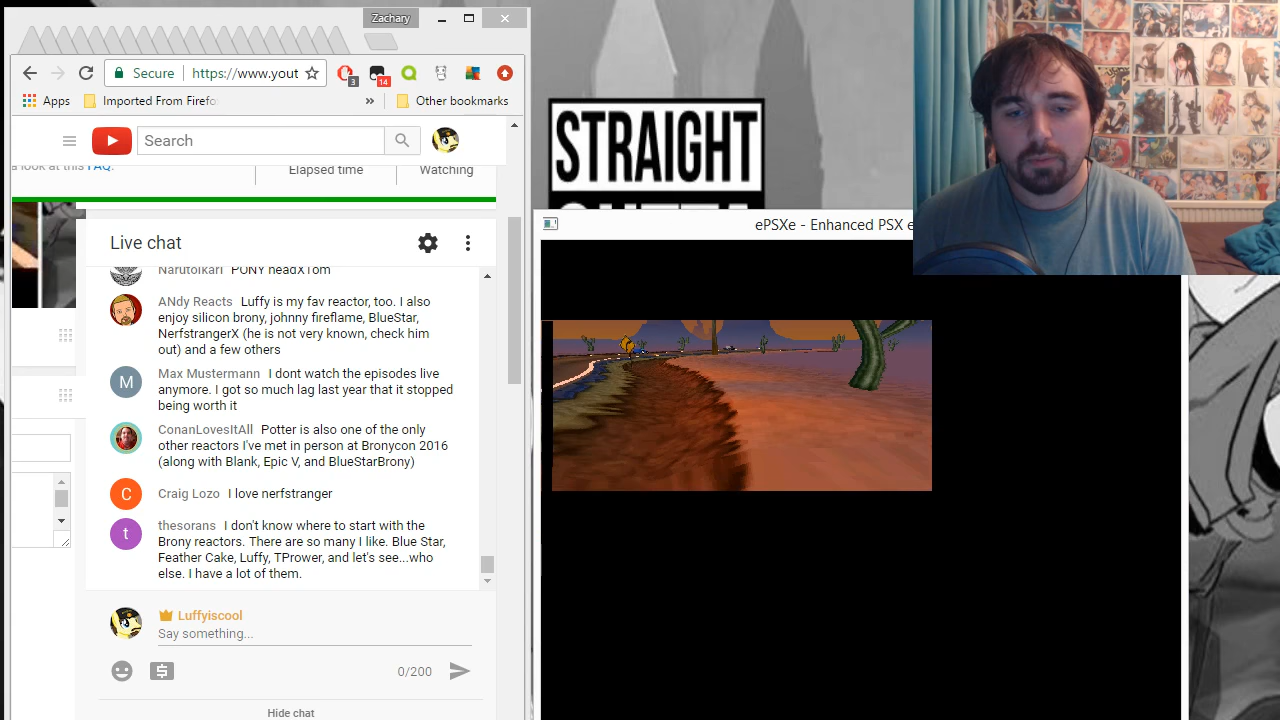 Zachary
Secure
https://www.yout
3
14
Apps
Imported From Firefo
»
Other bookmarks
Search
a look at this FAQ.
Elapsed time
Watching
STRAIGHT
Live chat
NarutoIkari PONY headXTom
ANdy Reacts Luffy is my fav reactor, too. I also
enjoy silicon brony, johnny fireflame, BlueStar,
NerfstrangerX (he is not very known, check him
out) and a few others
M
Max Mustermann I dont watch the episodes live
anymore. I got so much lag last year that it stopped
being worth it
ConanLovesItAll Potter is also one of the only
other reactors I've met in person at Bronycon 2016
(along with Blank, Epic V, and BlueStarBrony)
C
Craig Lozo I love nerfstranger
t
thesorans I don't know where to start with the
Brony reactors. There are so many I like. Blue Star,
Feather Cake, Luffy, TPrower, and let's see...who
else. I have a lot of them.
Luffyiscool
Say something...
0/200
Hide chat
ePSXe - Enhanced PSX e